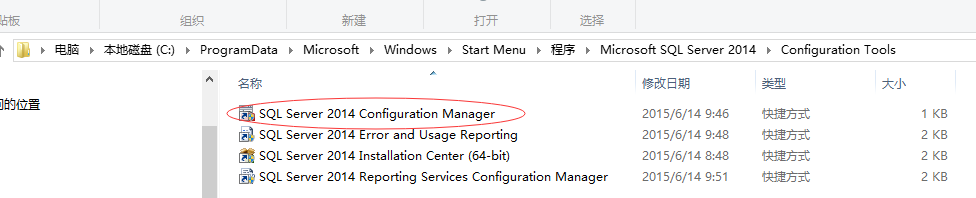 贴板 组织 新建 打开 选择
电脑 本地磁盘 (C:) ProgramData Microsoft Windows Start Menu 程序 Microsoft SQL Server 2014 Configuration Tools
名称 修改日期 类型 大小
问的位置 SQL Server 2014 Configuration Manager 2015/6/14 9:46 快捷方式 1 KB
SQL Server 2014 Error and Usage Reporting 2015/6/14 9:48 快捷方式 2 KB
SQL Server 2014 Installation Center (64-bit) 2015/6/14 8:48 快捷方式 2 KB
SQL Server 2014 Reporting Services Configuration Manager 2015/6/14 9:51 快捷方式 2 KB